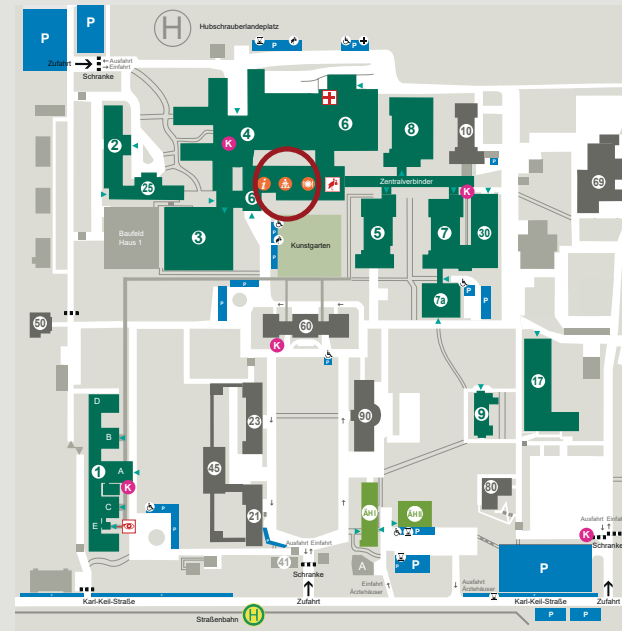 P
P
H
Hubschrauberlandeplatz
P
P
Zufahrt
← Ausfahrt
→ Einfahrt
Schranke
2
4
6
8
10
K
69
25
6
i
Zentralverbinder
K
Baufeld
Haus 1
3
P
Kunstgarten
5
7
30
P
7a
P
P
P
50
60
K
P
17
D
B
23
90
9
1
A
45
K
80
C
E
P
21
ÄH I
ÄH II
P
41
Ausfahrt Einfahrt
Schranke
A
P
Einfahrt
Ärztehäuser
Ausfahrt
Ärztehäuser
P
K
Ausfahrt Einfahrt
Schranke
Karl-Keil-Straße
Zufahrt
Karl-Keil-Straße
Zufahrt
Straßenbahn
H
P
P